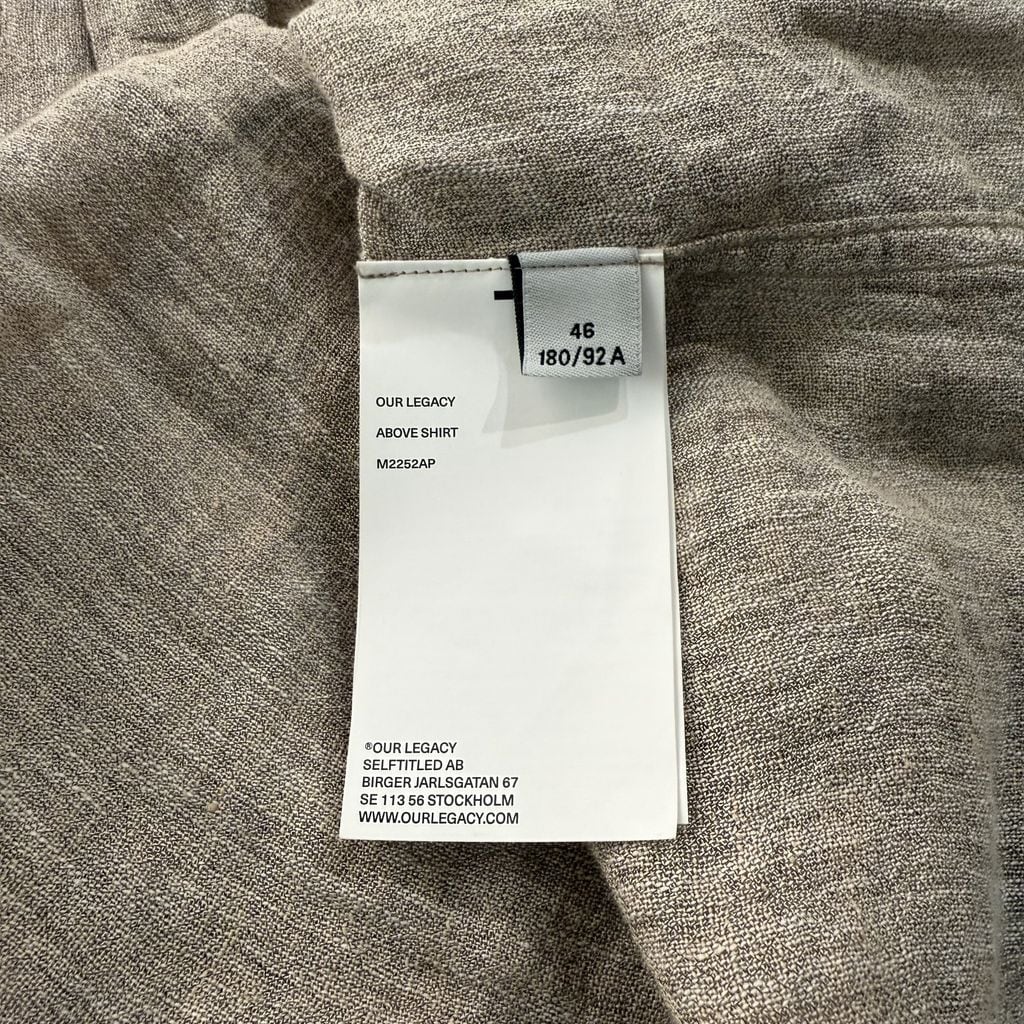 46
180/92 A
OUR LEGACY
ABOVE SHIRT
M2252AP
®OUR LEGACY
SELFTITLED AB
BIRGER JARLSGATAN 67
SE 113 56 STOCKHOLM
WWW.OURLEGACY.COM